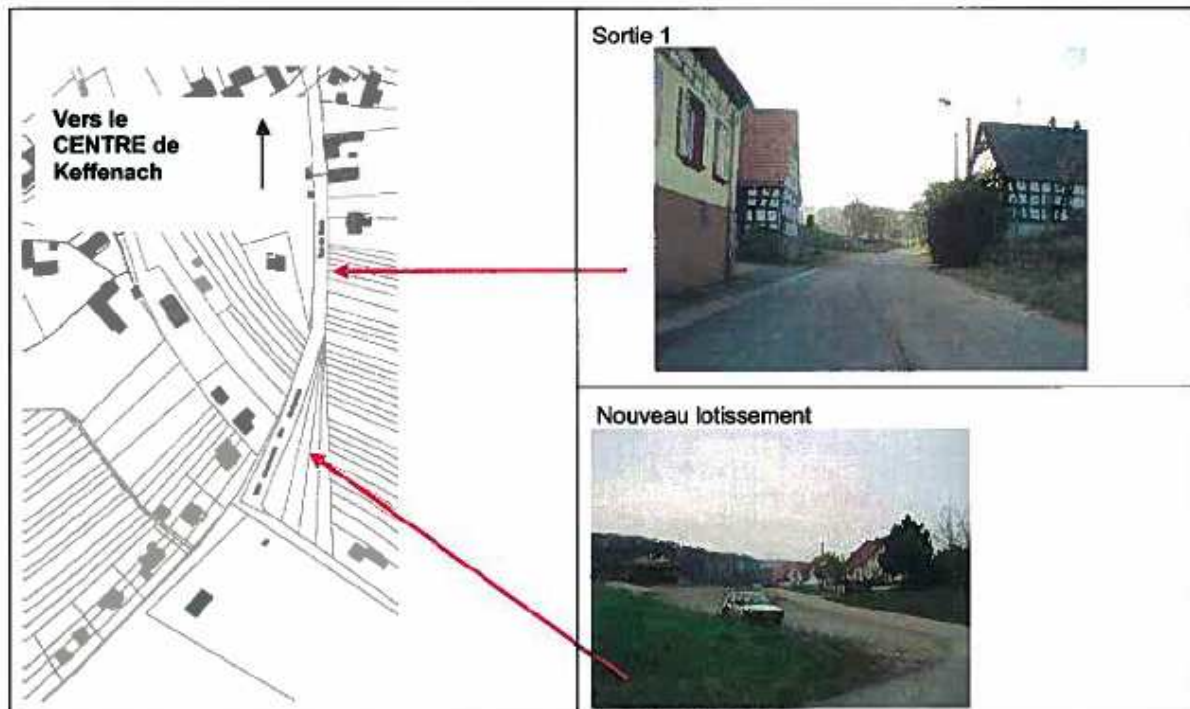 Vers le
CENTRE de
Keffenach
Sortie 1
Nouveau lotissement